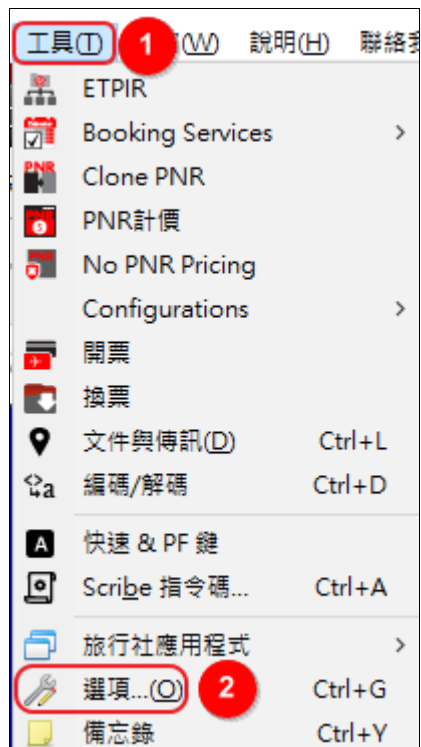 工具(T) 1 (W) 說明(H) 聯絡
ETPIR
Booking Services >
PNR Clone PNR
PNR計價
No PNR Pricing
Configurations >
開票
換票
文件與傳訊(D) Ctrl+L
a 編碼/解碼 Ctrl+D
A 快速 & PF 鍵
Scribe 指令碼... Ctrl+A
旅行社應用程式 >
選項...(O) 2 Ctrl+G
備忘錄 Ctrl+Y